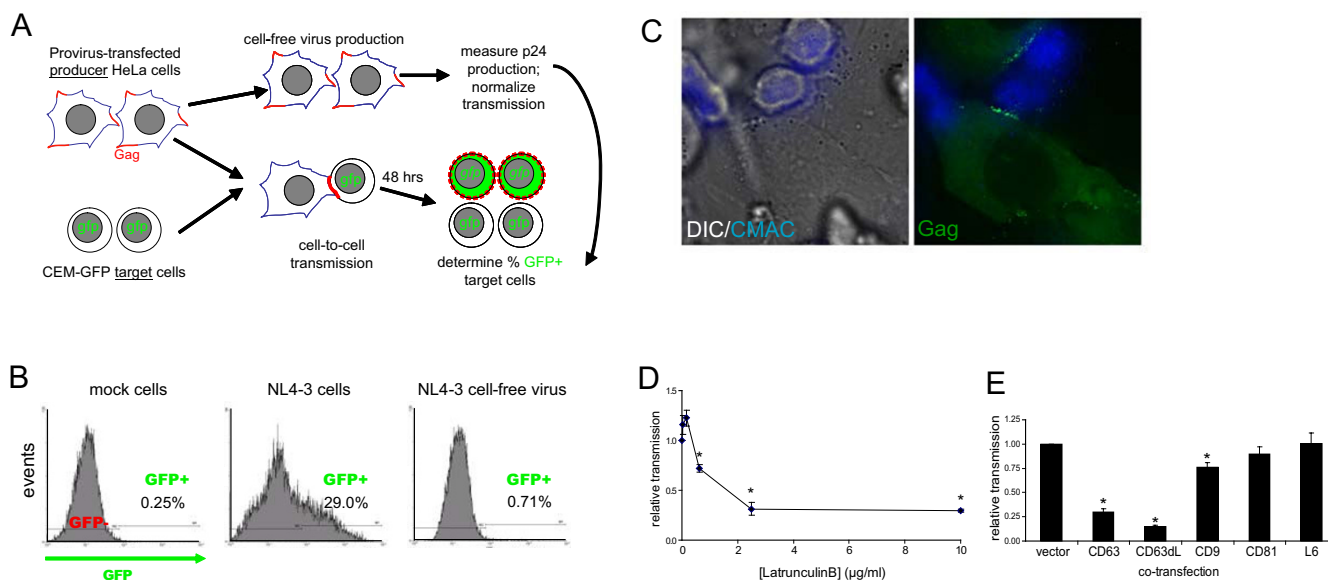 A
Provirus-transfected
producer HeLa cells
Gag
cell-free virus production
measure p24
production;
normalize
transmission
gfp
gfp
CEM-GFP target cells
gfp
cell-to-cell
transmission
48 hrs
gfp
gfp
gfp
gfp
determine % GFP+
target cells
B
mock cells
NL4-3 cells
NL4-3 cell-free virus
events
GFP+
0.25%
GFP-
GFP+
29.0%
GFP+
0.71%
GFP
C
DIC/CMAC
Gag
D
relative transmission
1.5
1.0
0.5
0.0
0
2
4
6
8
10
*
*
*
[LatrunculinB] (µg/ml)
E
relative transmission
1.25
1.00
0.75
0.50
0.25
0.00
*
*
*
vector
CD63
CD63dL
CD9
CD81
L6
co-transfection